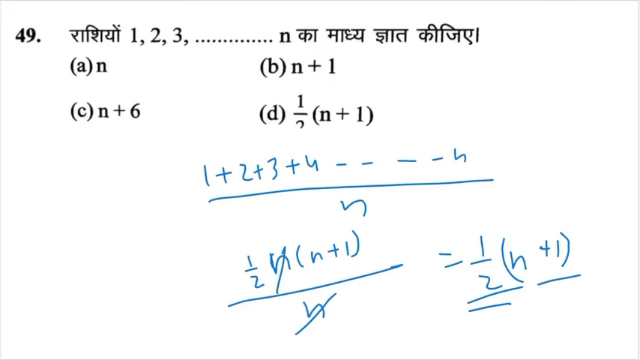 49. राशियों 1, 2, 3, .............. n का माध्य ज्ञात कीजिए।
(a) n (b) n + 1
(c) n + 6 (d) 1/2 (n + 1)
1+2+3+4 - - - - n
n
1/2 n(n+1) = 1/2 (n+1)
n